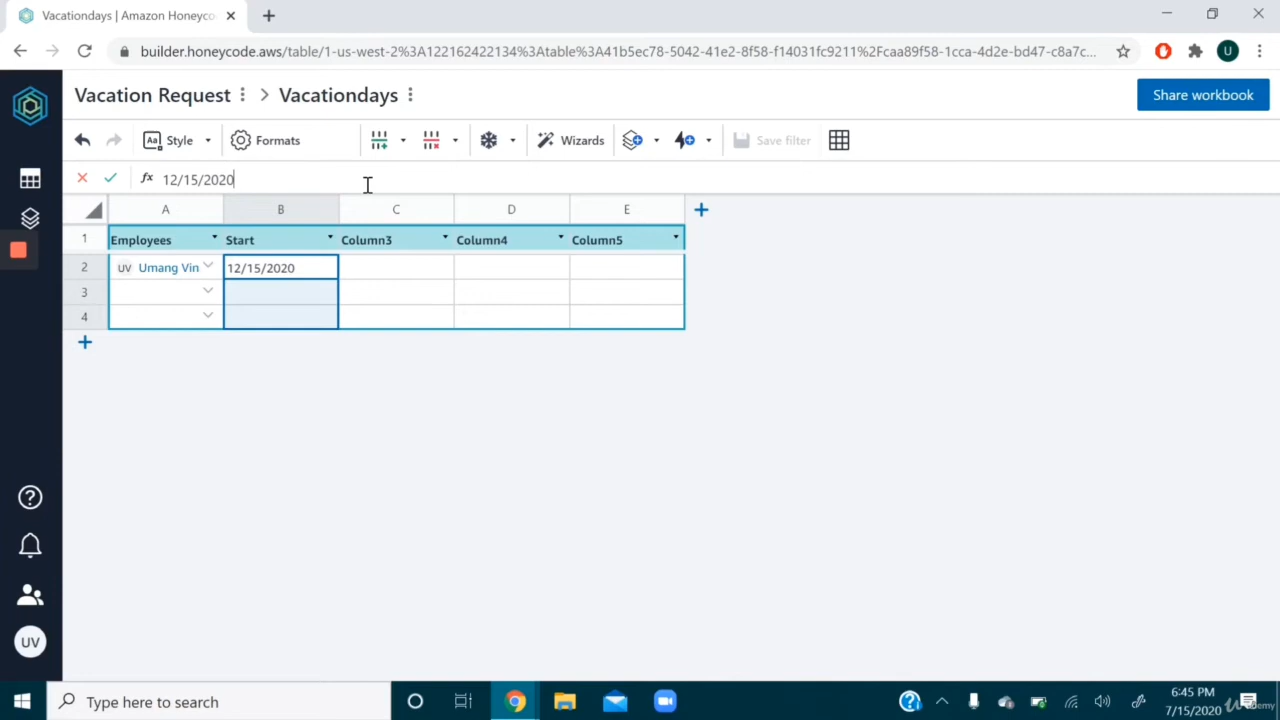 Vacationdays | Amazon Honeyco
builder.honeycode.aws/table/1-us-west-2%3A122162422134%3Atable%3A41b5ec78-5042-41e2-8f58-f14031fc9211%2Fcaa89f58-1cca-4d2e-bd47-c8a7c...
U
Vacation Request > Vacationdays
Share workbook
Aa Style
Formats
Wizards
Save filter
fx 12/15/2020
A B C D E
1 Employees Start Column3 Column4 Column5
2 UV Umang Vin 12/15/2020
3
4
UV
Type here to search
6:45 PM
7/15/2020
Udemy